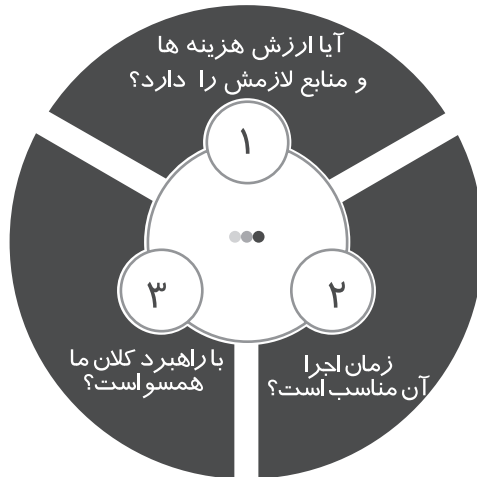 آیا ارزش هزینه ها
و منابع لازمش را دارد؟
۱
۲
زمان اجرا
آن مناسب است؟
۳
با راهبرد کلان ما
همسو است؟